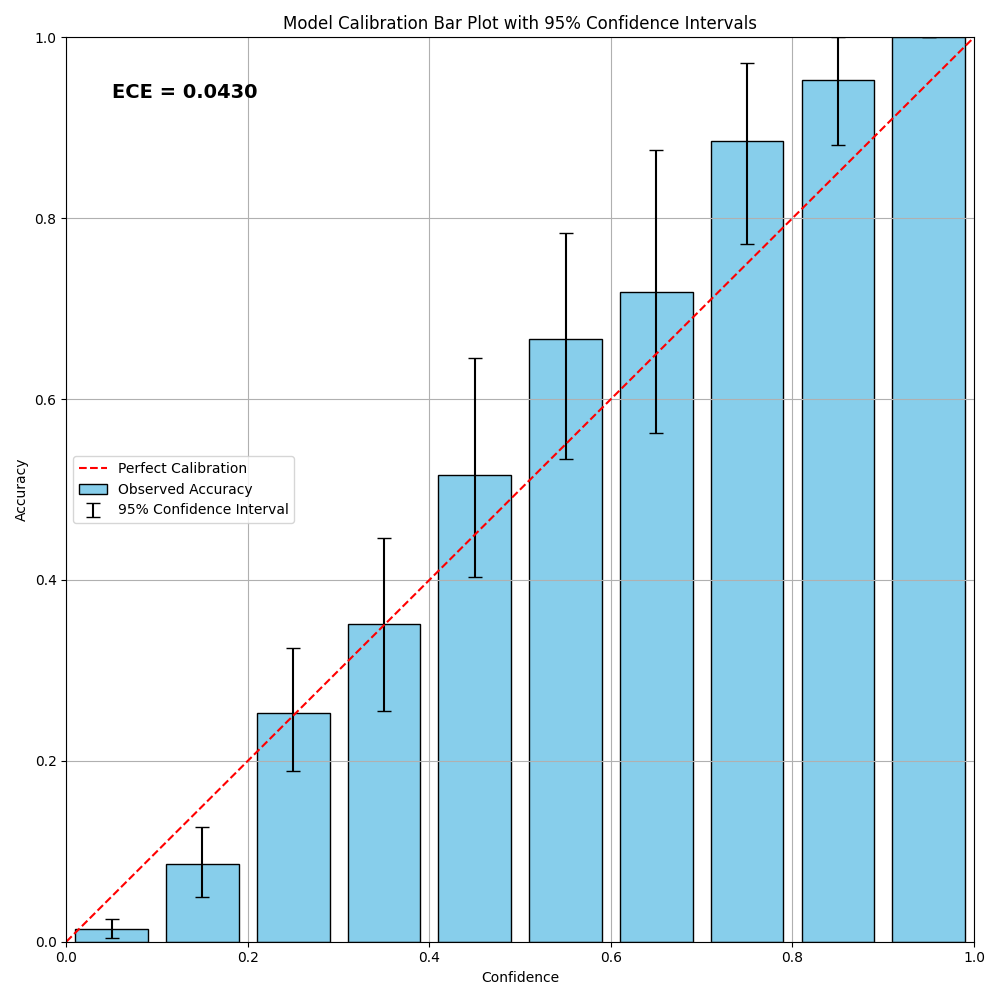 Model Calibration Bar Plot with 95% Confidence Intervals
1.0
ECE = 0.0430
0.8
0.6
Accuracy
Perfect Calibration
Observed Accuracy
95% Confidence Interval
0.4
0.2
0.0
0.0 0.2 0.4 0.6 0.8 1.0
Confidence